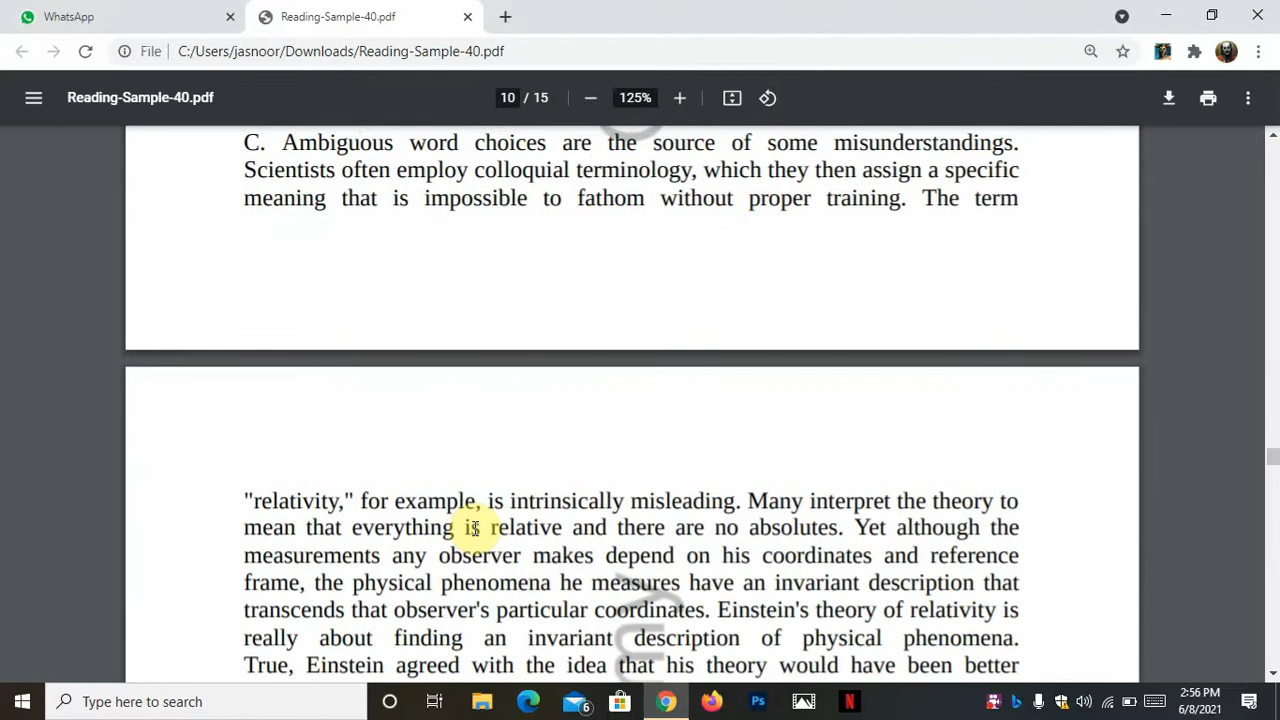 WhatsApp
Reading-Sample-40.pdf
File C:/Users/jasnoor/Downloads/Reading-Sample-40.pdf
Reading-Sample-40.pdf
10 / 15
125%
C. Ambiguous word choices are the source of some misunderstandings.
Scientists often employ colloquial terminology, which they then assign a specific
meaning that is impossible to fathom without proper training. The term
"relativity," for example, is intrinsically misleading. Many interpret the theory to
mean that everything is relative and there are no absolutes. Yet although the
measurements any observer makes depend on his coordinates and reference
frame, the physical phenomena he measures have an invariant description that
transcends that observer's particular coordinates. Einstein's theory of relativity is
really about finding an invariant description of physical phenomena.
True, Einstein agreed with the idea that his theory would have been better
Type here to search
6
Ps
N
2:56 PM
6/8/2021